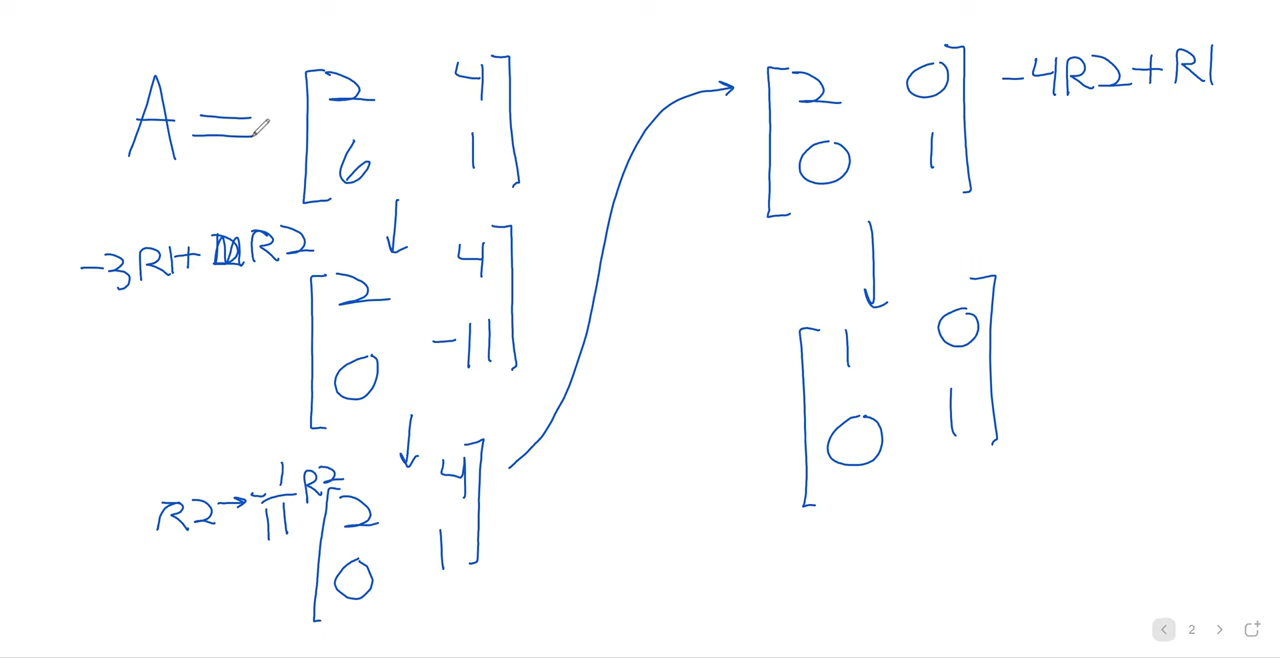 A = [2 4
6 1]
-3R1+ R2
[2 4
0 -11]
R2→ -1/11 R2
[2 4
0 1]
[2 0
0 1] -4R2+R1
[1 0
0 1]
2